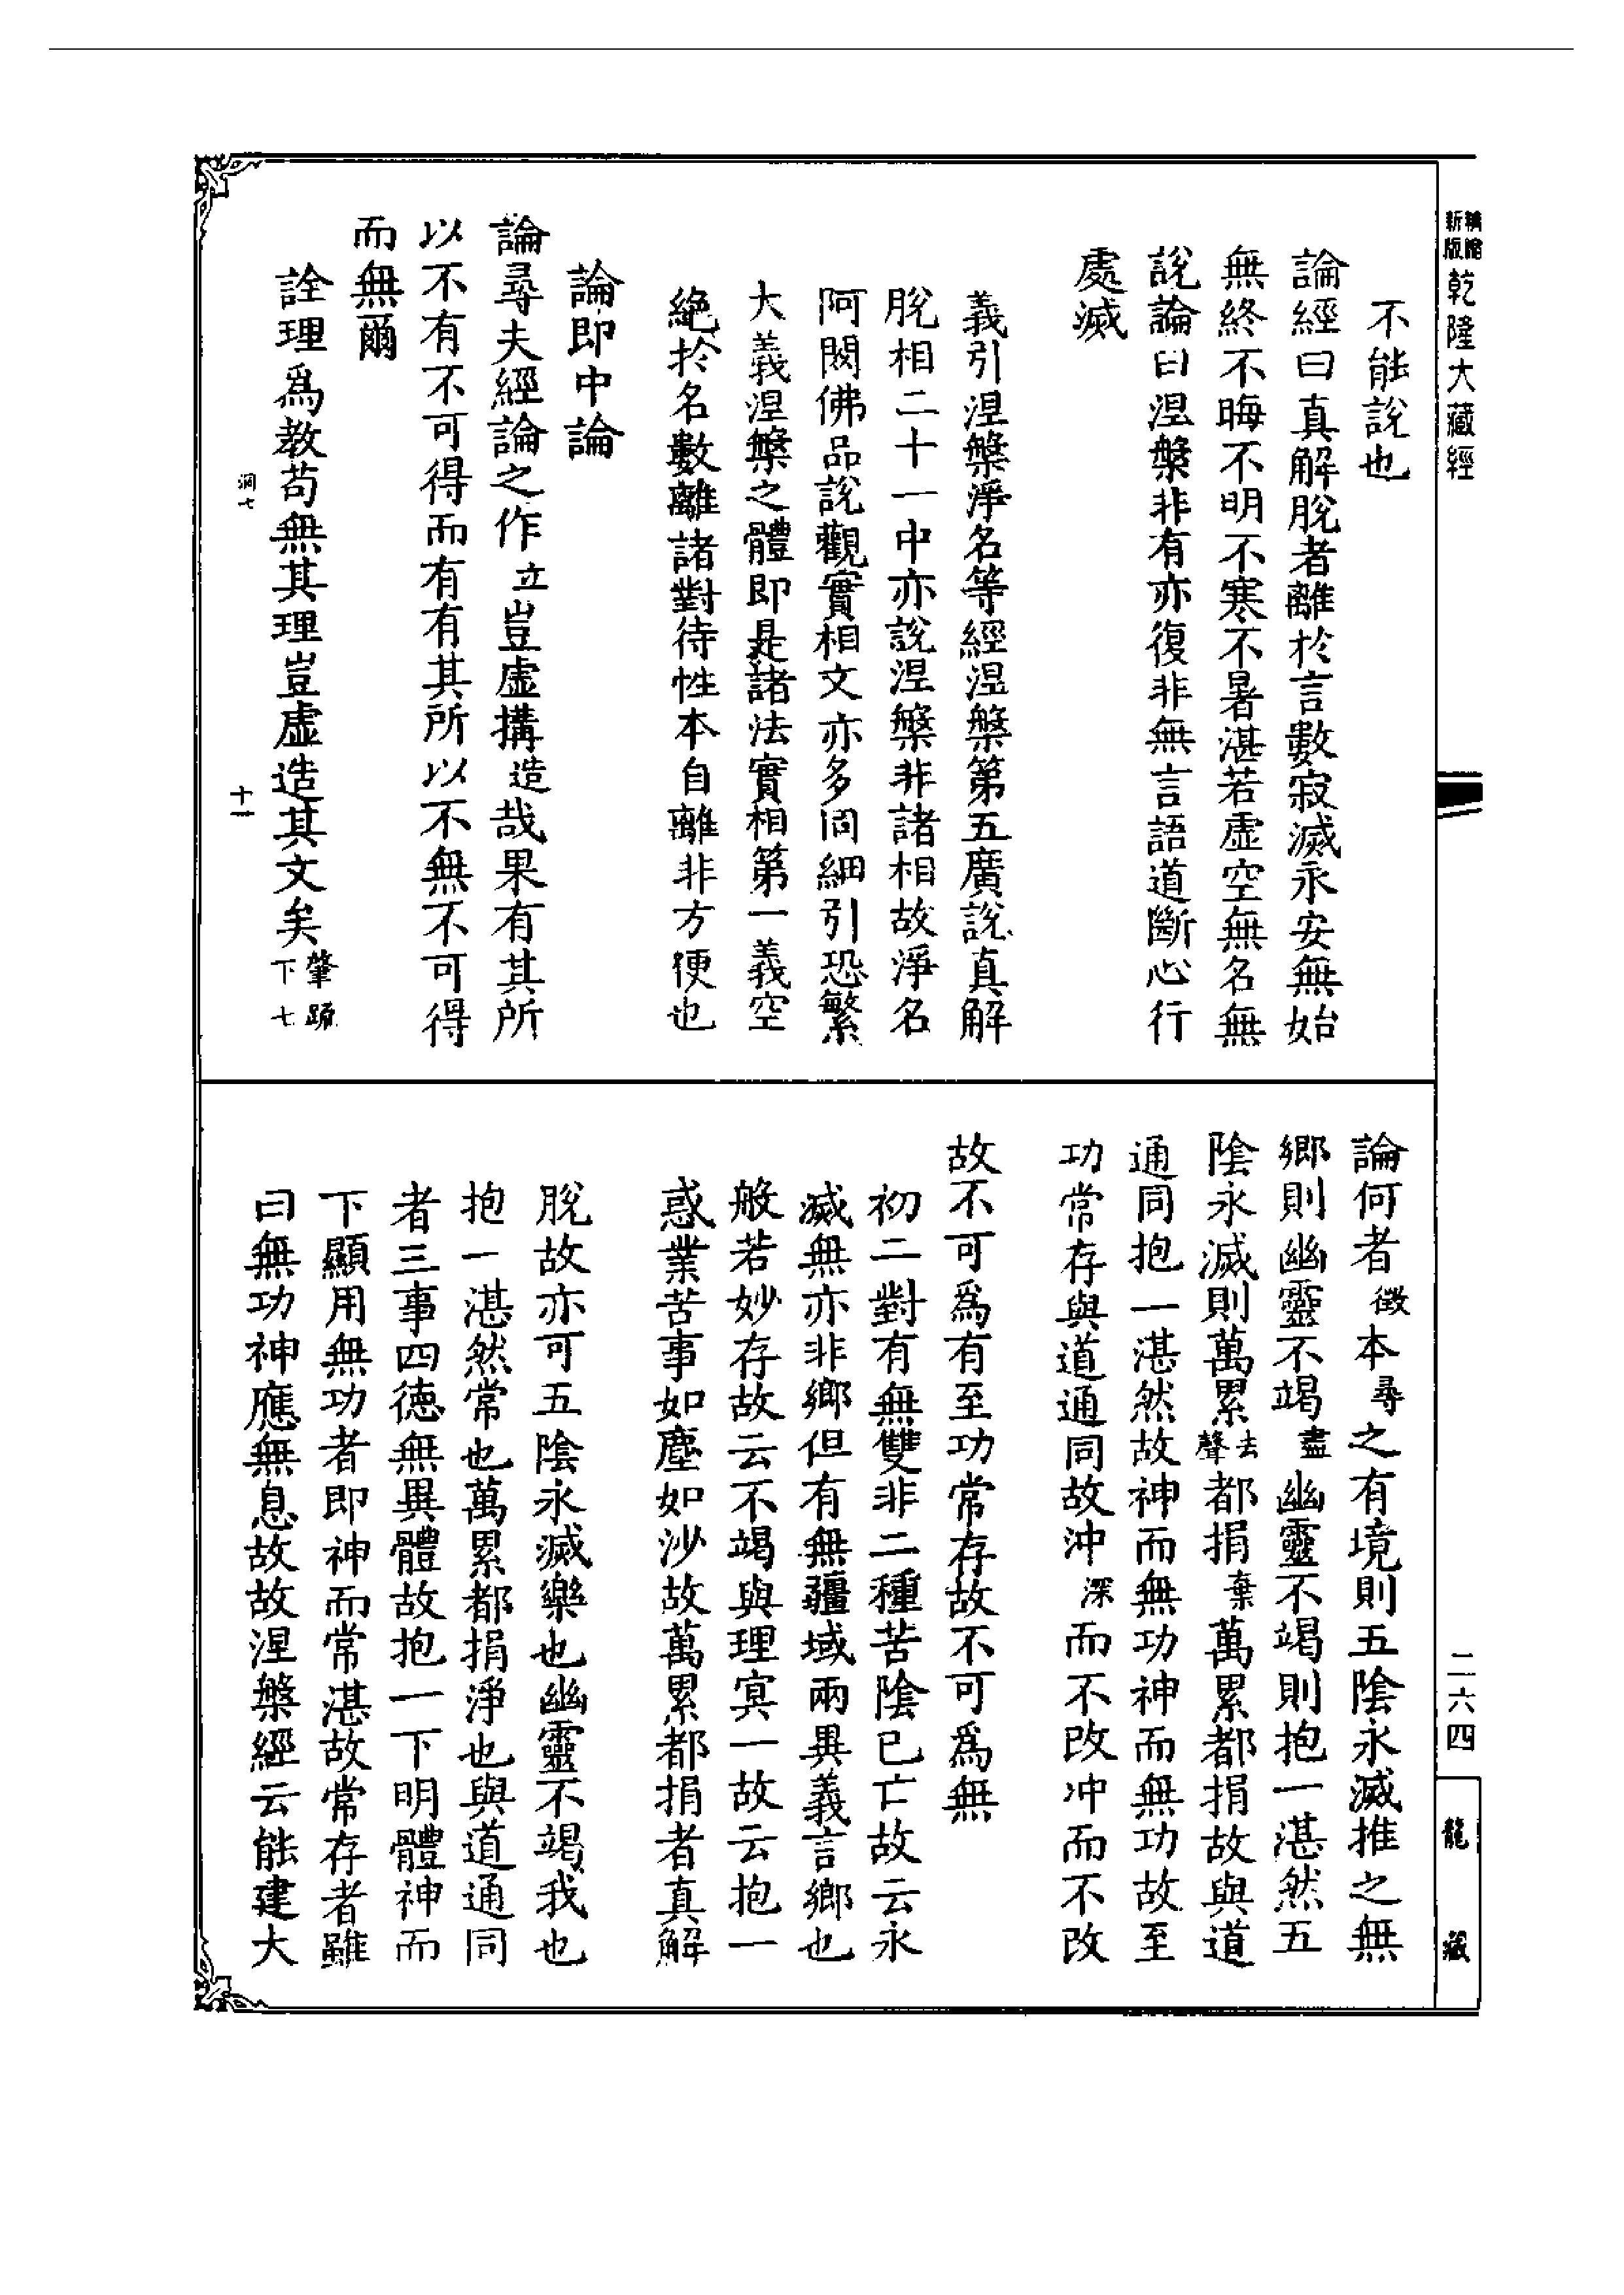 精縮
新版
乾隆大藏經
不能說也
論經曰真解脫者離於言數寂滅永安無始
無終不晦不明不寒不暑湛若虛空無名無
說論曰涅槃非有亦復非無言語道斷心行
處滅
義引涅槃淨名等經涅槃第五廣說真解
脫相二十一中亦說涅槃非諸相故淨名
阿閦佛品說觀實相文亦多同細引恐繁
大義涅槃之體即是諸法實相第一義空
絕於名數離諸對待性本自離非方便也
論即中論
論尋夫經論之作立豈虛搆造哉果有其所
以不有不可得而有有其所以不無不可得
而無爾
詮理爲教苟無其理豈虛造其文矣肇疏
下七
洞七
十一
論何者徵本尋之有境則五陰永滅推之無
鄉則幽靈不竭盡幽靈不竭則抱一湛然五
陰永滅則萬累去聲都捐棄萬累都捐故與道
通同抱一湛然故神而無功神而無功故至
功常存與道通同故沖深而不改沖而不改
故不可爲有至功常存故不可爲無
初二對有無雙非二種苦陰已亡故云永
滅無亦非鄉但有無疆域兩異義言鄉也
般若妙存故云不竭與理冥一故云抱一
惑業苦事如塵如沙故萬累都捐者真解
脫故亦可五陰永滅樂也幽靈不竭我也
抱一湛然常也萬累都捐淨也與道通同
者三事四德無異體故抱一下明體神而
下顯用無功者即神而常湛故常存者雖
曰無功神應無息故故涅槃經云能建大
二六四
龍藏